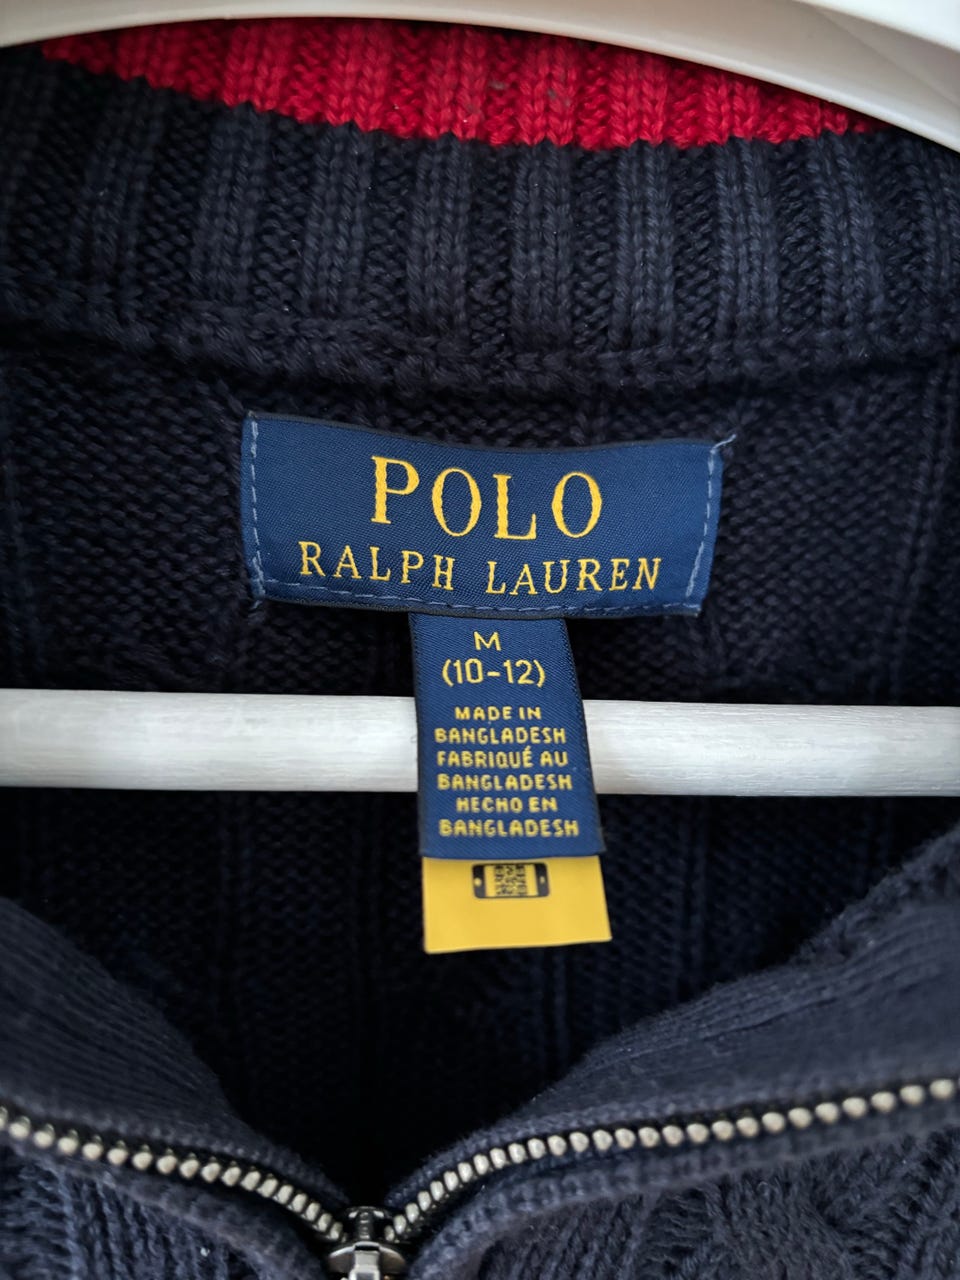 POLO
RALPH LAUREN
M
(10-12)
MADE IN
BANGLADESH
FABRIQUÉ AU
BANGLADESH
HECHO EN
BANGLADESH